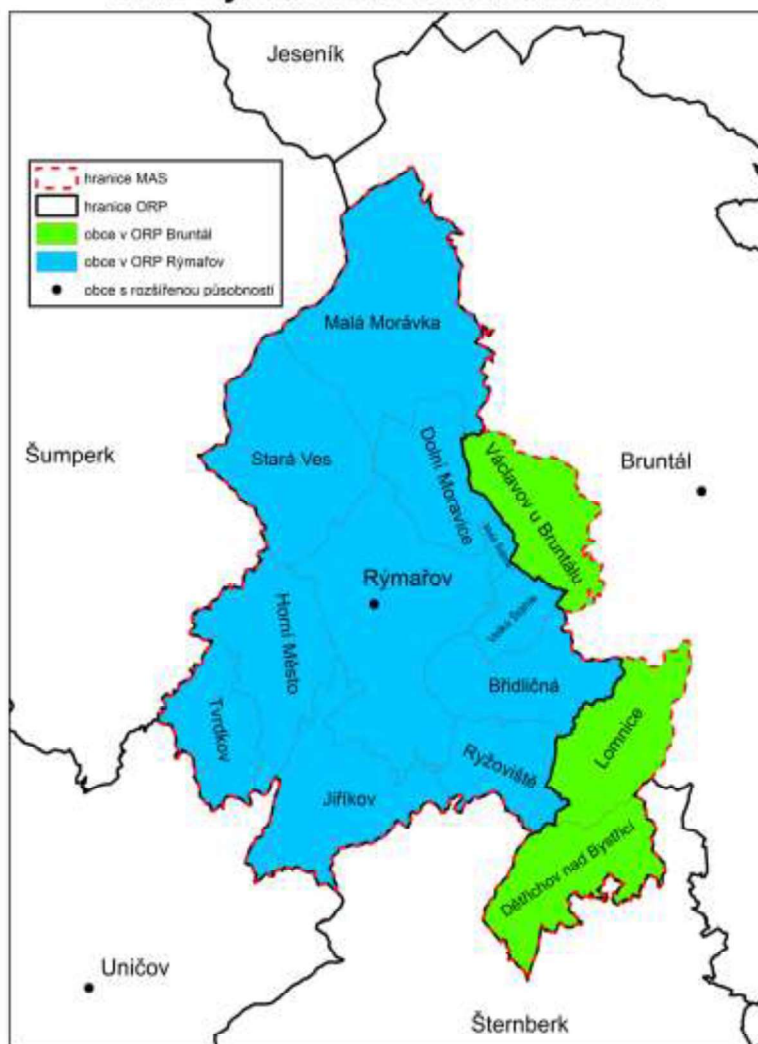 Jeseník
hranice MAS
hranice ORP
obce v ORP Bruntál
obce v ORP Rýmařov
obce s rozšířenou působností
Malá Morávka
Šumperk
Stará Ves
Dolní Moravice
Václavov u Bruntálu
Bruntál
Rýmařov
Velká Štáhle
Horní Město
Břidličná
Tvrdkov
Lomnice
Ryžoviště
Jiříkov
Dětřichov nad Bystřicí
Uničov
Šternberk